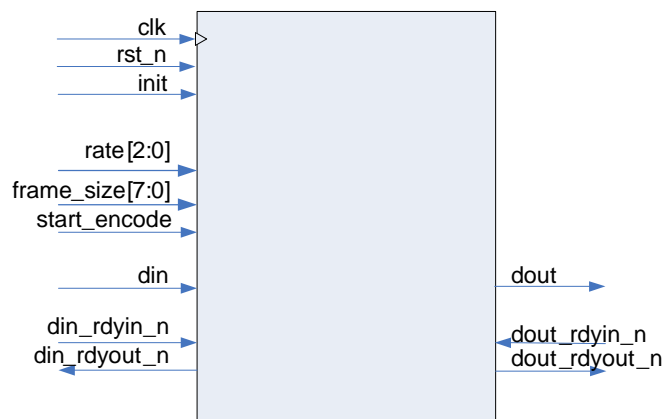 clk
rst_n
init
rate[2:0]
frame_size[7:0]
start_encode
din
dout
din_rdyin_n
dout_rdyin_n
din_rdyout_n
dout_rdyout_n